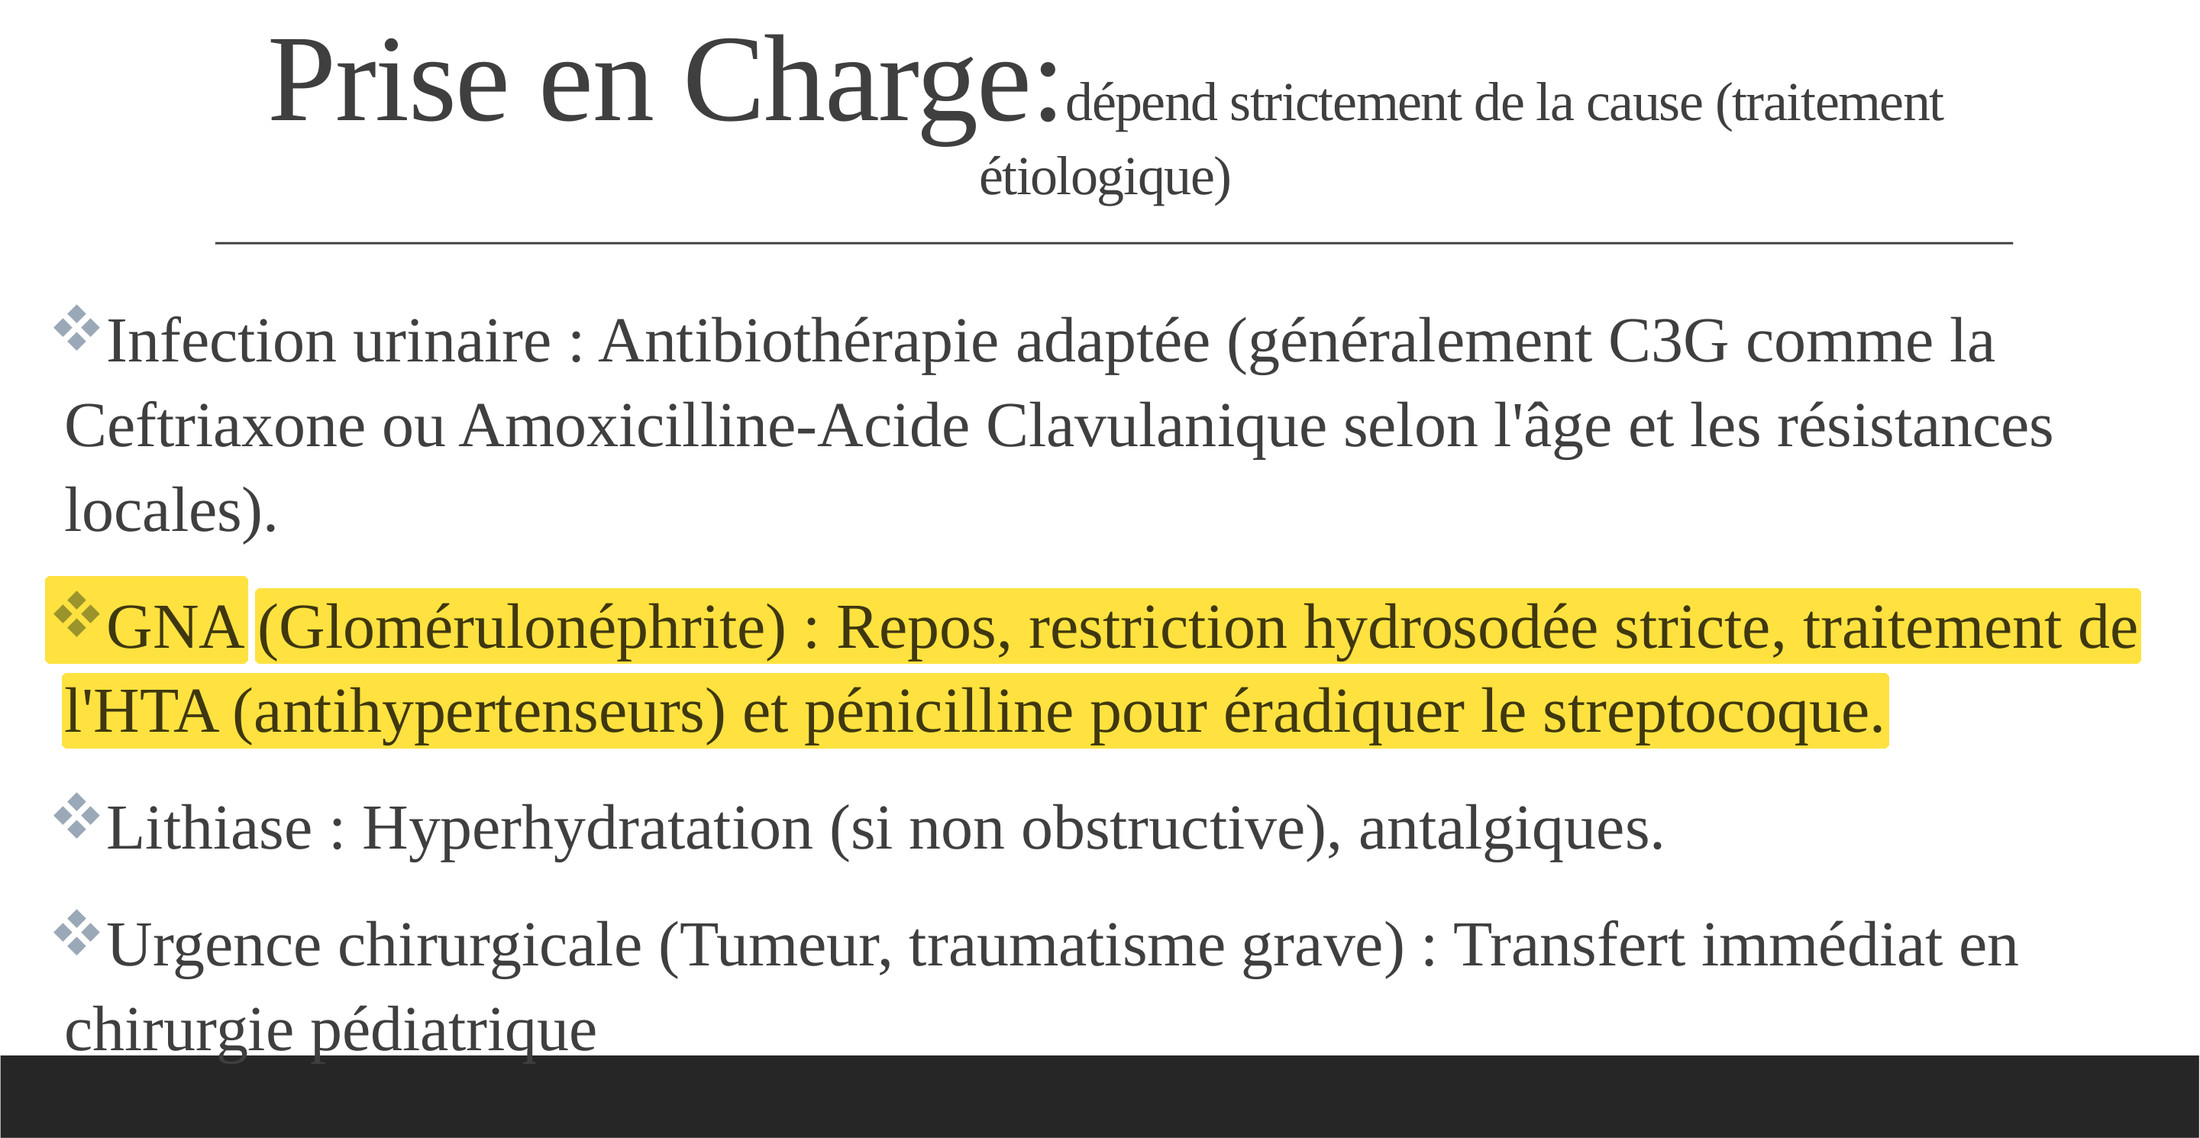 Prise en Charge:dépend strictement de la cause (traitement
étiologique)
❖Infection urinaire : Antibiothérapie adaptée (généralement C3G comme la
Ceftriaxone ou Amoxicilline-Acide Clavulanique selon l'âge et les résistances
locales).
❖GNA (Glomérulonéphrite) : Repos, restriction hydrosodée stricte, traitement de
l'HTA (antihypertenseurs) et pénicilline pour éradiquer le streptocoque.
❖Lithiase : Hyperhydratation (si non obstructive), antalgiques.
❖Urgence chirurgicale (Tumeur, traumatisme grave) : Transfert immédiat en
chirurgie pédiatrique